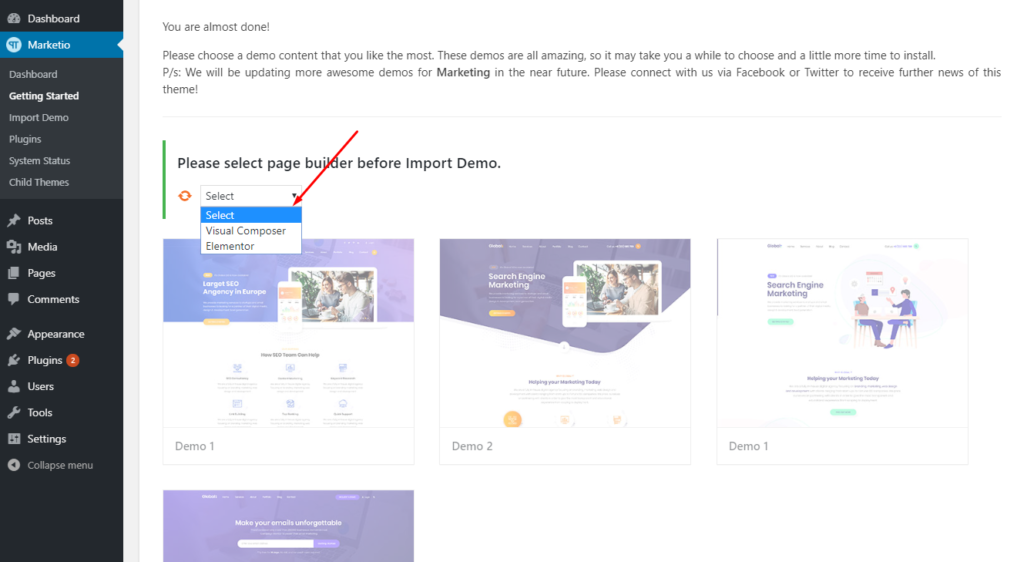 Dashboard
Marketio
Dashboard
Getting Started
Import Demo
Plugins
System Status
Child Themes
Posts
Media
Pages
Comments
Appearance
Plugins 2
Users
Tools
Settings
Collapse menu
You are almost done!
Please choose a demo content that you like the most. These demos are all amazing, so it may take you a while to choose and a little more time to install.
P/s: We will be updating more awesome demos for Marketing in the near future. Please connect with us via Facebook or Twitter to receive further news of this
theme!
Please select page builder before Import Demo.
Select
Select
Visual Composer
Elementor
Larget SEO
Angency in Europe
How SEO Team Can Help
Demo 1
Search Engine
Marketing
Helping your Marketing Today
Demo 2
Search Engine
Marketing
Helping your Marketing Today
Demo 1
Make your emails unforgettable